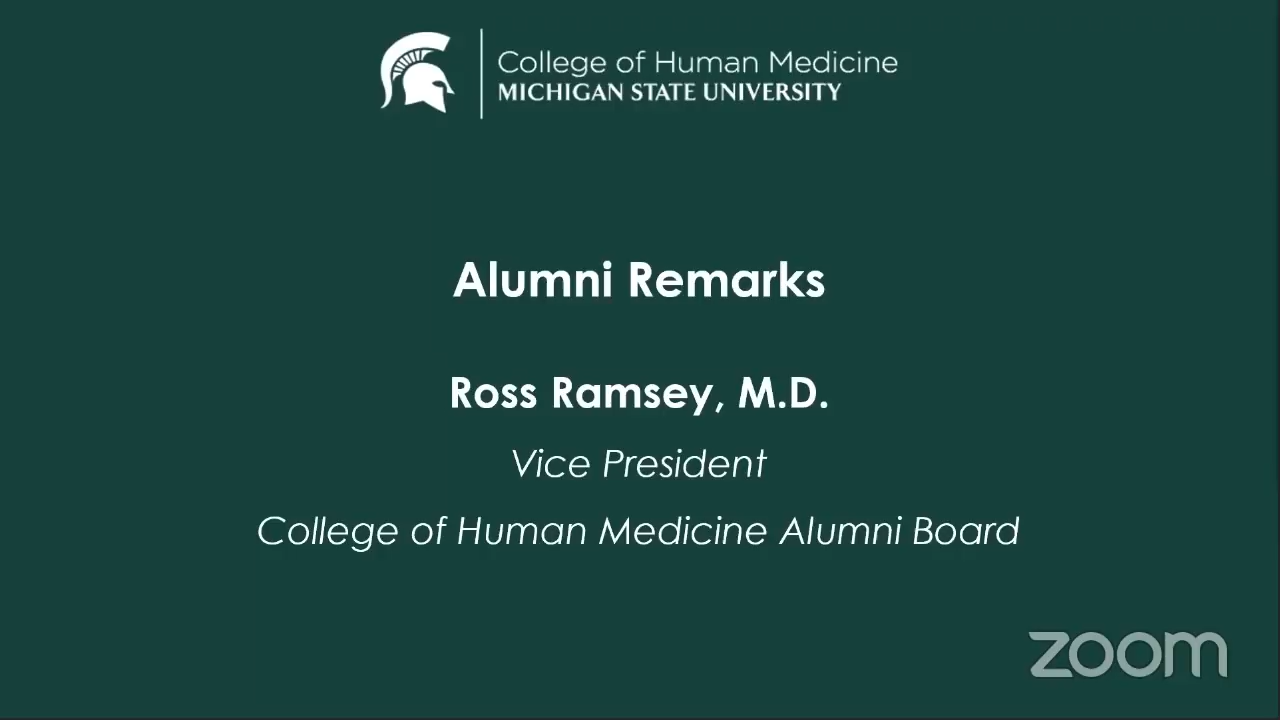 College of Human Medicine
MICHIGAN STATE UNIVERSITY
Alumni Remarks
Ross Ramsey, M.D.
Vice President
College of Human Medicine Alumni Board
zoom